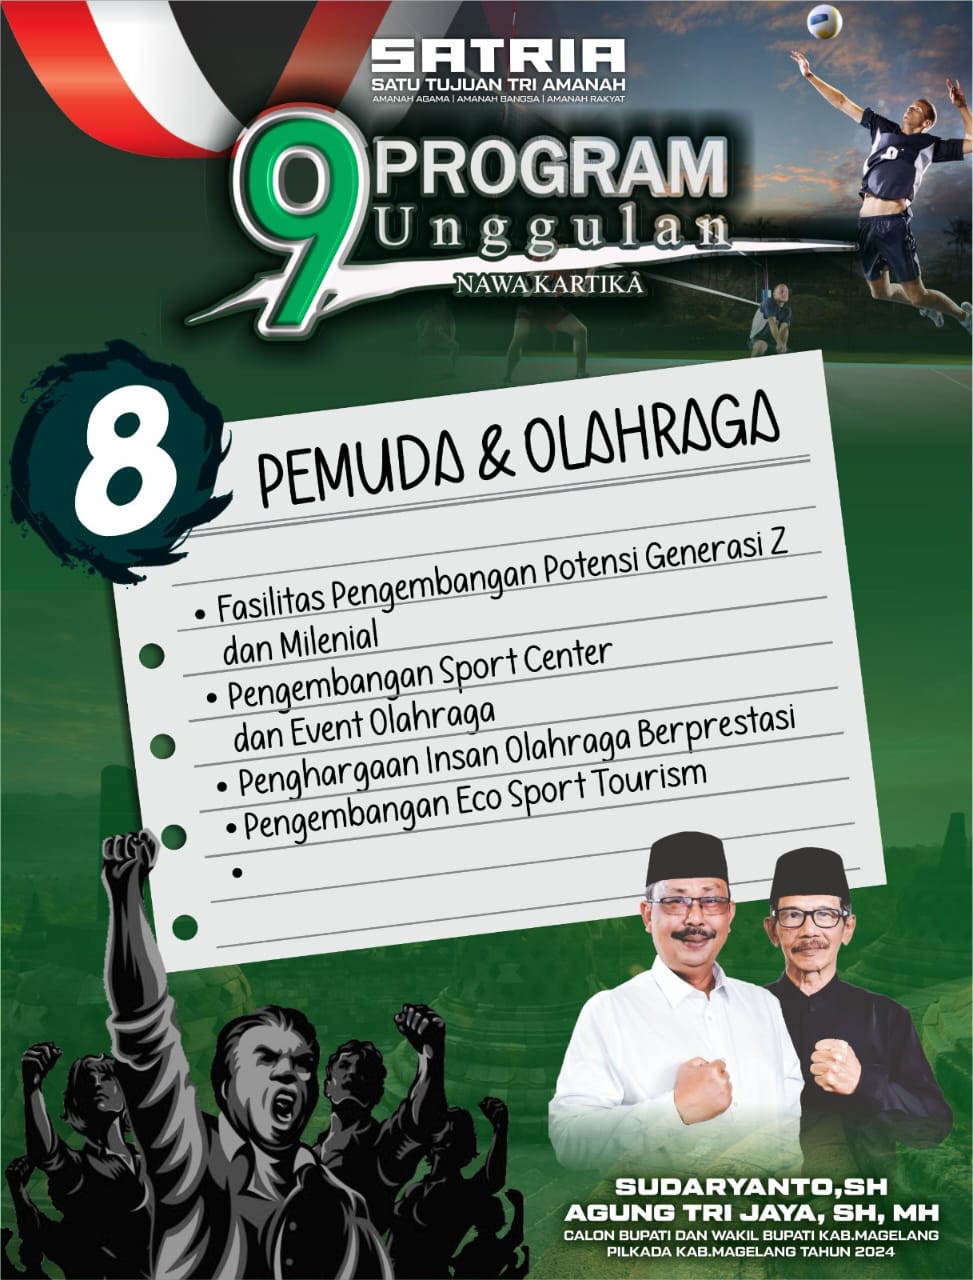 SATRIA
SATU TUJUAN TRI AMANAH
AMANAH AGAMA | AMANAH BANGSA | AMANAH RAKYAT
9 PROGRAM
Unggulan
NAWA KARTIKA
8
PEMUDA & OLAHRAGA
• Fasilitas Pengembangan Potensi Generasi Z
dan Milenial
• Pengembangan Sport Center
dan Event Olahraga
• Penghargaan Insan Olahraga Berprestasi
• Pengembangan Eco Sport Tourism
•
SUDARYANTO,SH
AGUNG TRI JAYA, SH, MH
CALON BUPATI DAN WAKIL BUPATI KAB.MAGELANG
PILKADA KAB.MAGELANG TAHUN 2024